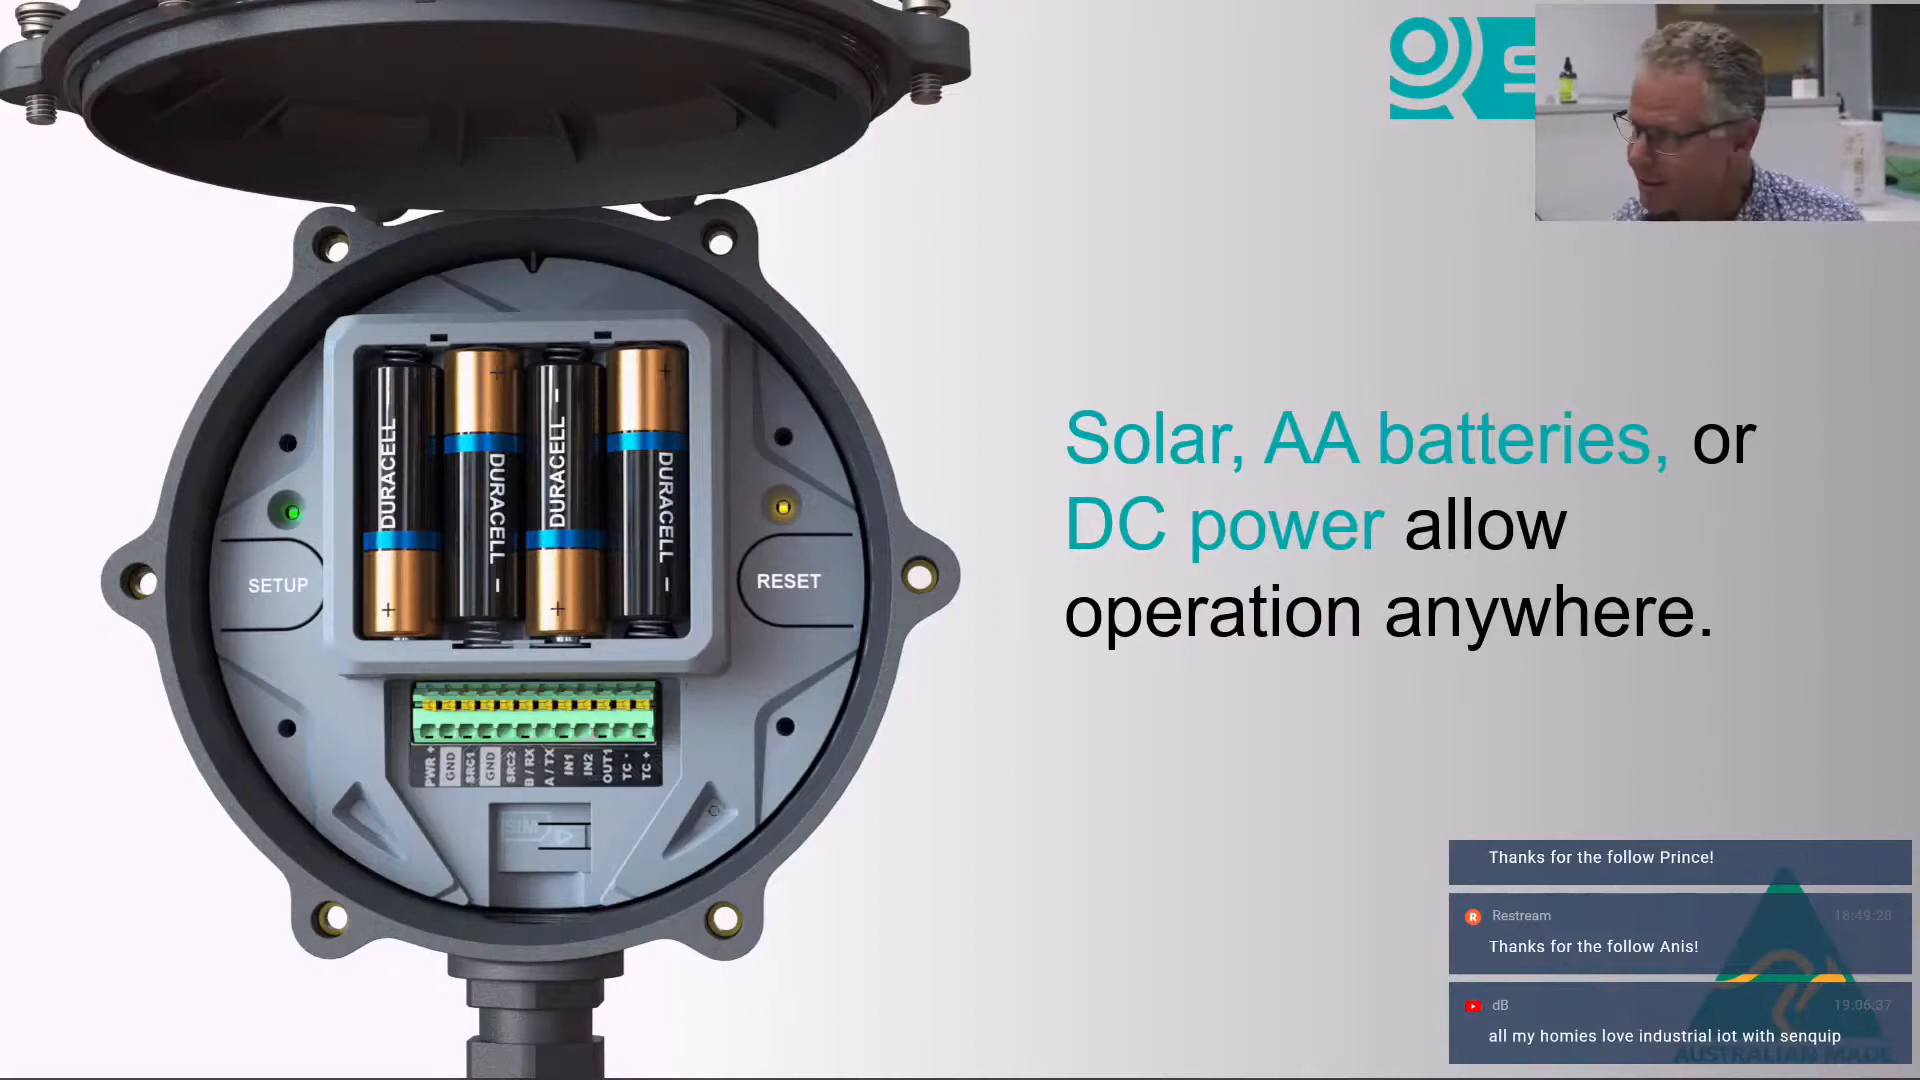 Solar, AA batteries, or
DC power allow
operation anywhere.
DURACELL
+
+
DURACELL
-
DURACELL -
+
+
DURACELL
-
SETUP
RESET
PWR +
GND
SRC1
GND
SRC2
B / RX
A / TX
IN1
IN2
OUT1
TC -
TC +
SIM
Thanks for the follow Prince!
R Restream 18:49:28
Thanks for the follow Anis!
dB 19:06:37
all my homies love industrial iot with senquip
AUSTRALIAN MADE